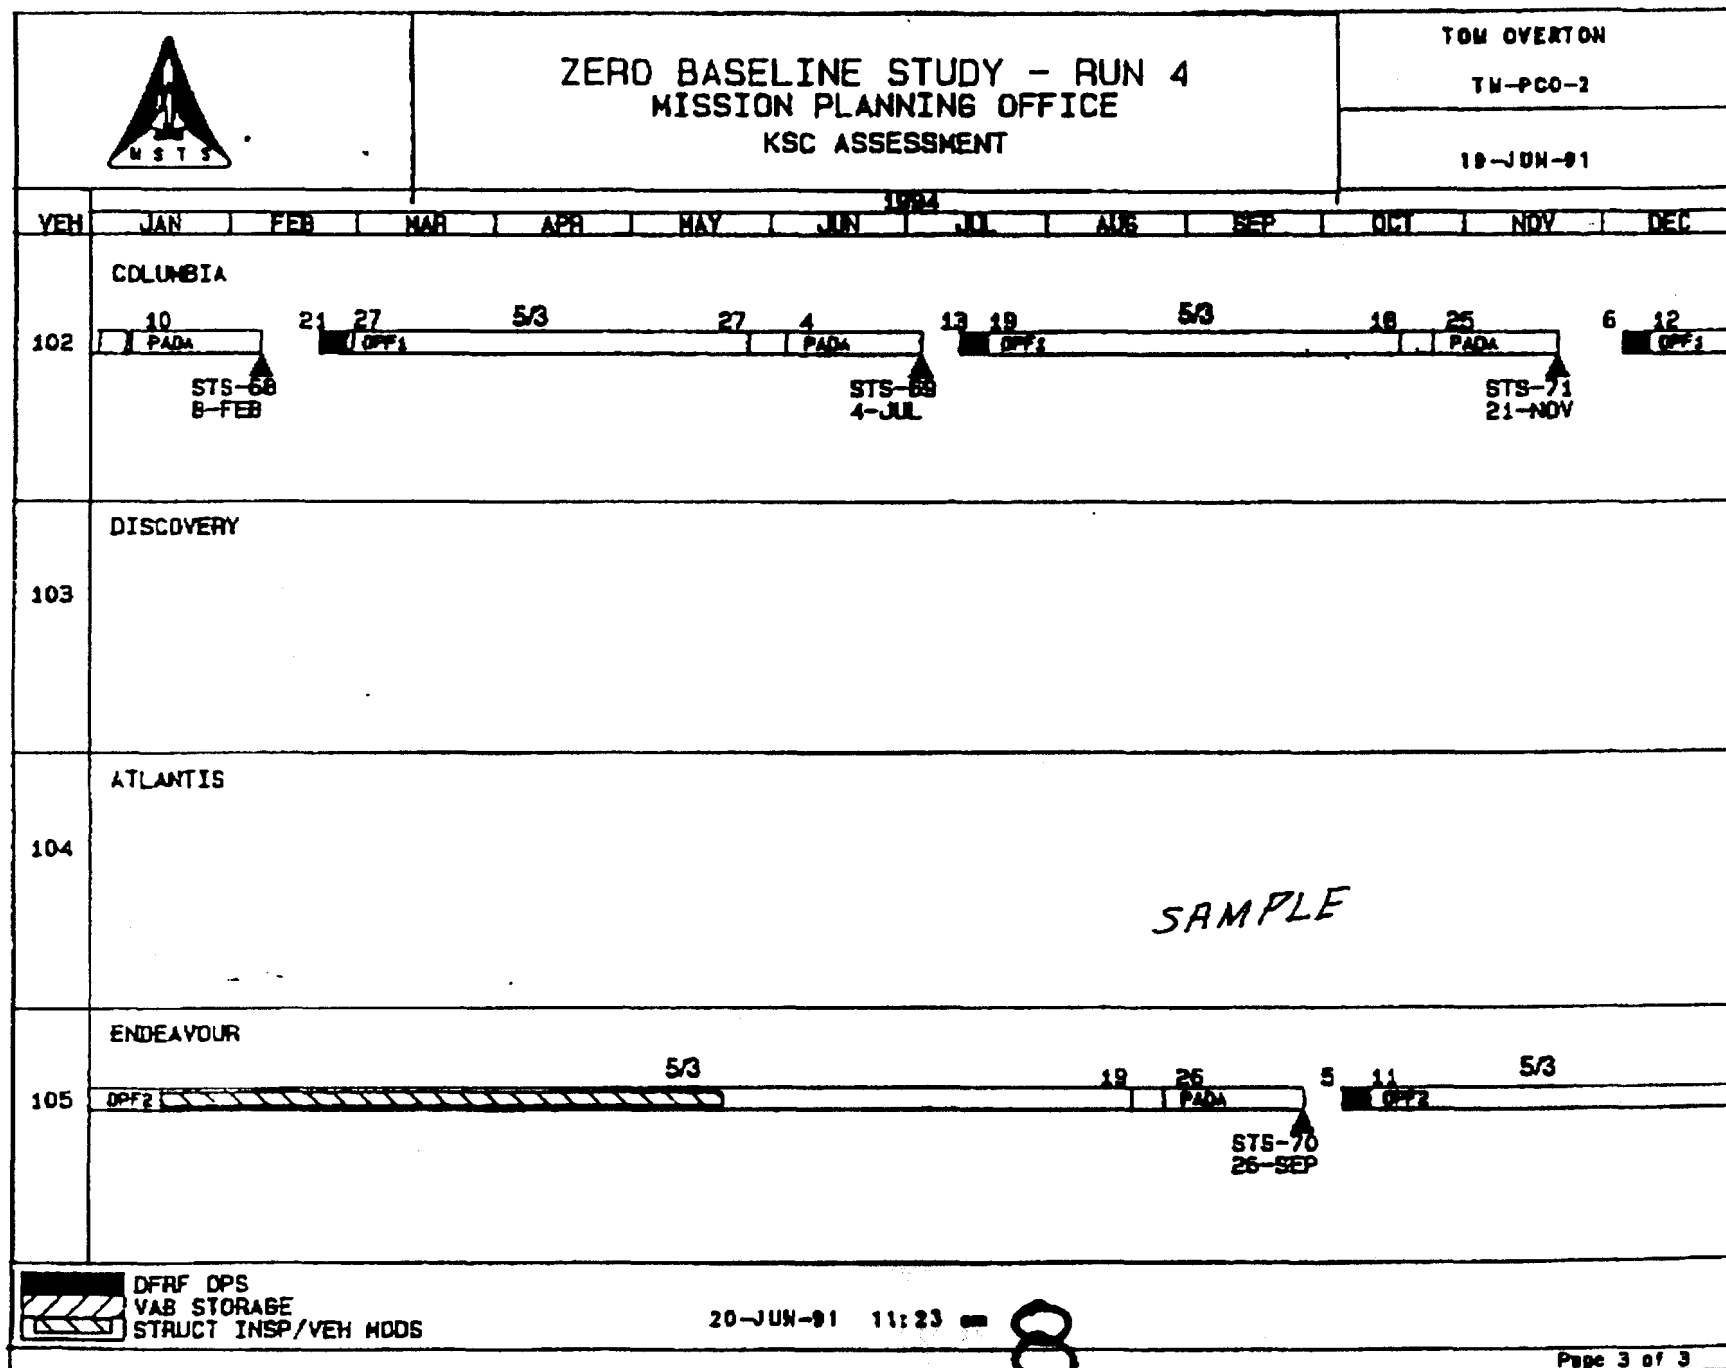 TOM OVERTON
TM-PCO-2
19-JUN-91
ZERO BASELINE STUDY - RUN 4
MISSION PLANNING OFFICE
KSC ASSESSMENT
NSTS
1994
VEH JAN FEB MAR APR MAY JUN JUL AUG SEP OCT NOV DEC
COLUMBIA
10 21 27 5/3 27 4 13 19 5/3 18 25 6 12
102 PADA OPF1 PADA OPF1 PADA OPF1
STS-68 STS-69 STS-71
8-FEB 4-JUL 21-NOV
DISCOVERY
103
ATLANTIS
104
SAMPLE
ENDEAVOUR
5/3 19 26 5 11 5/3
105 OPF2 PADA OPF2
STS-70
26-SEP
DFRF OPS
VAB STORAGE
STRUCT INSP/VEH MODS
20-JUN-91 11:23
Page 3 of 3